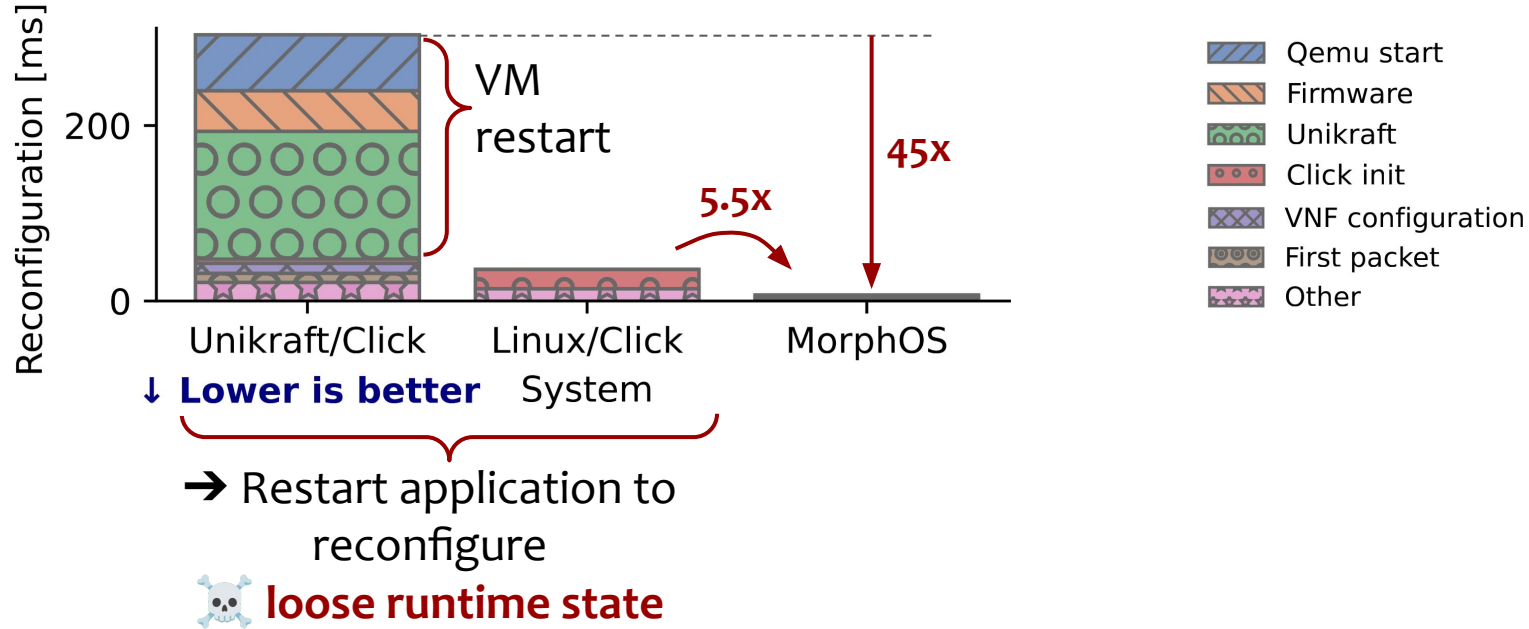 Reconfiguration [ms]
200
0
VM
restart
5.5x
45x
Unikraft/Click
Linux/Click
MorphOS
↓ Lower is better
System
➔ Restart application to
reconfigure
☠️ loose runtime state
Qemu start
Firmware
Unikraft
Click init
VNF configuration
First packet
Other